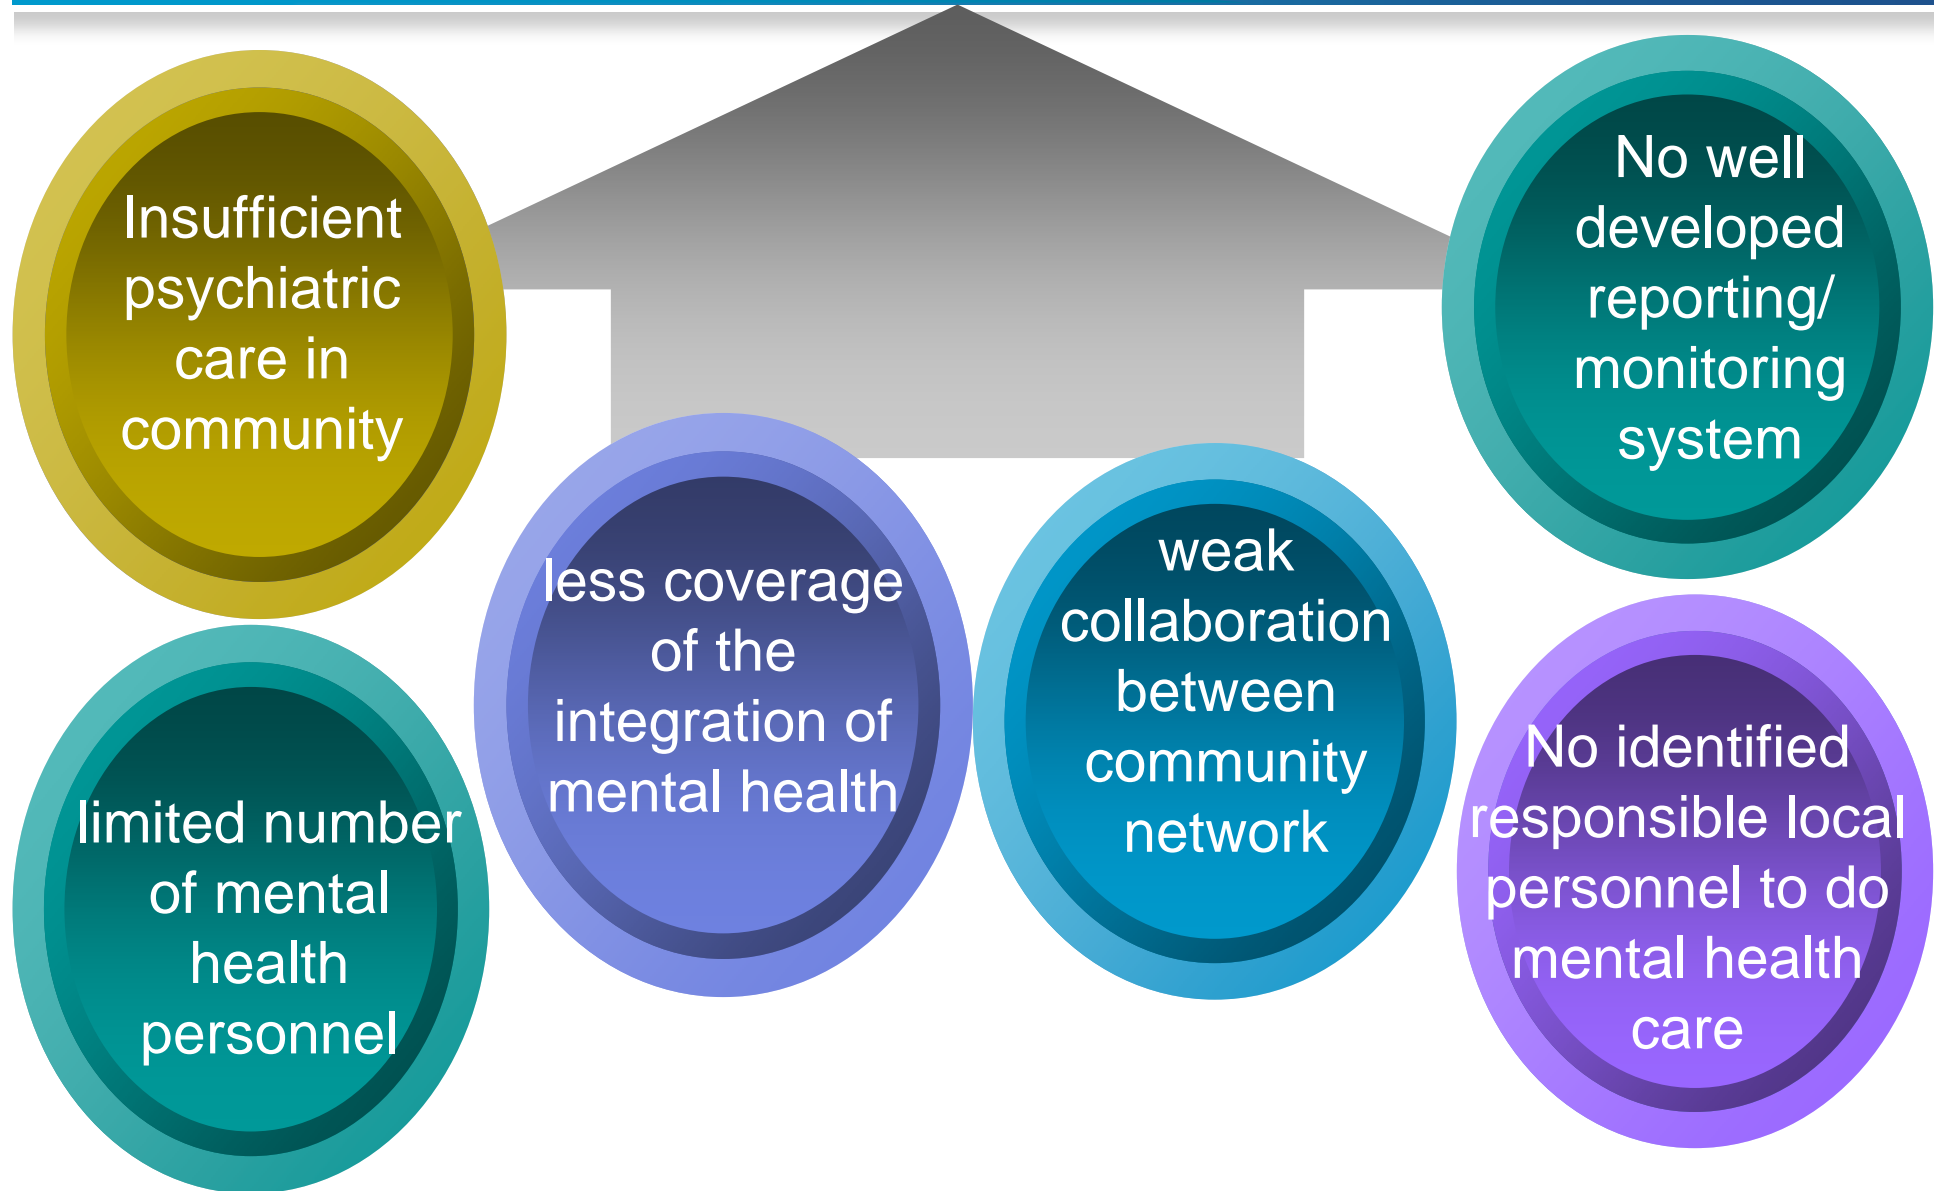 Insufficient
psychiatric
care in
community
No well
developed
reporting/
monitoring
system
less coverage
of the
integration of
mental health
weak
collaboration
between
community
network
limited number
of mental
health
personnel
No identified
responsible local
personnel to do
mental health
care